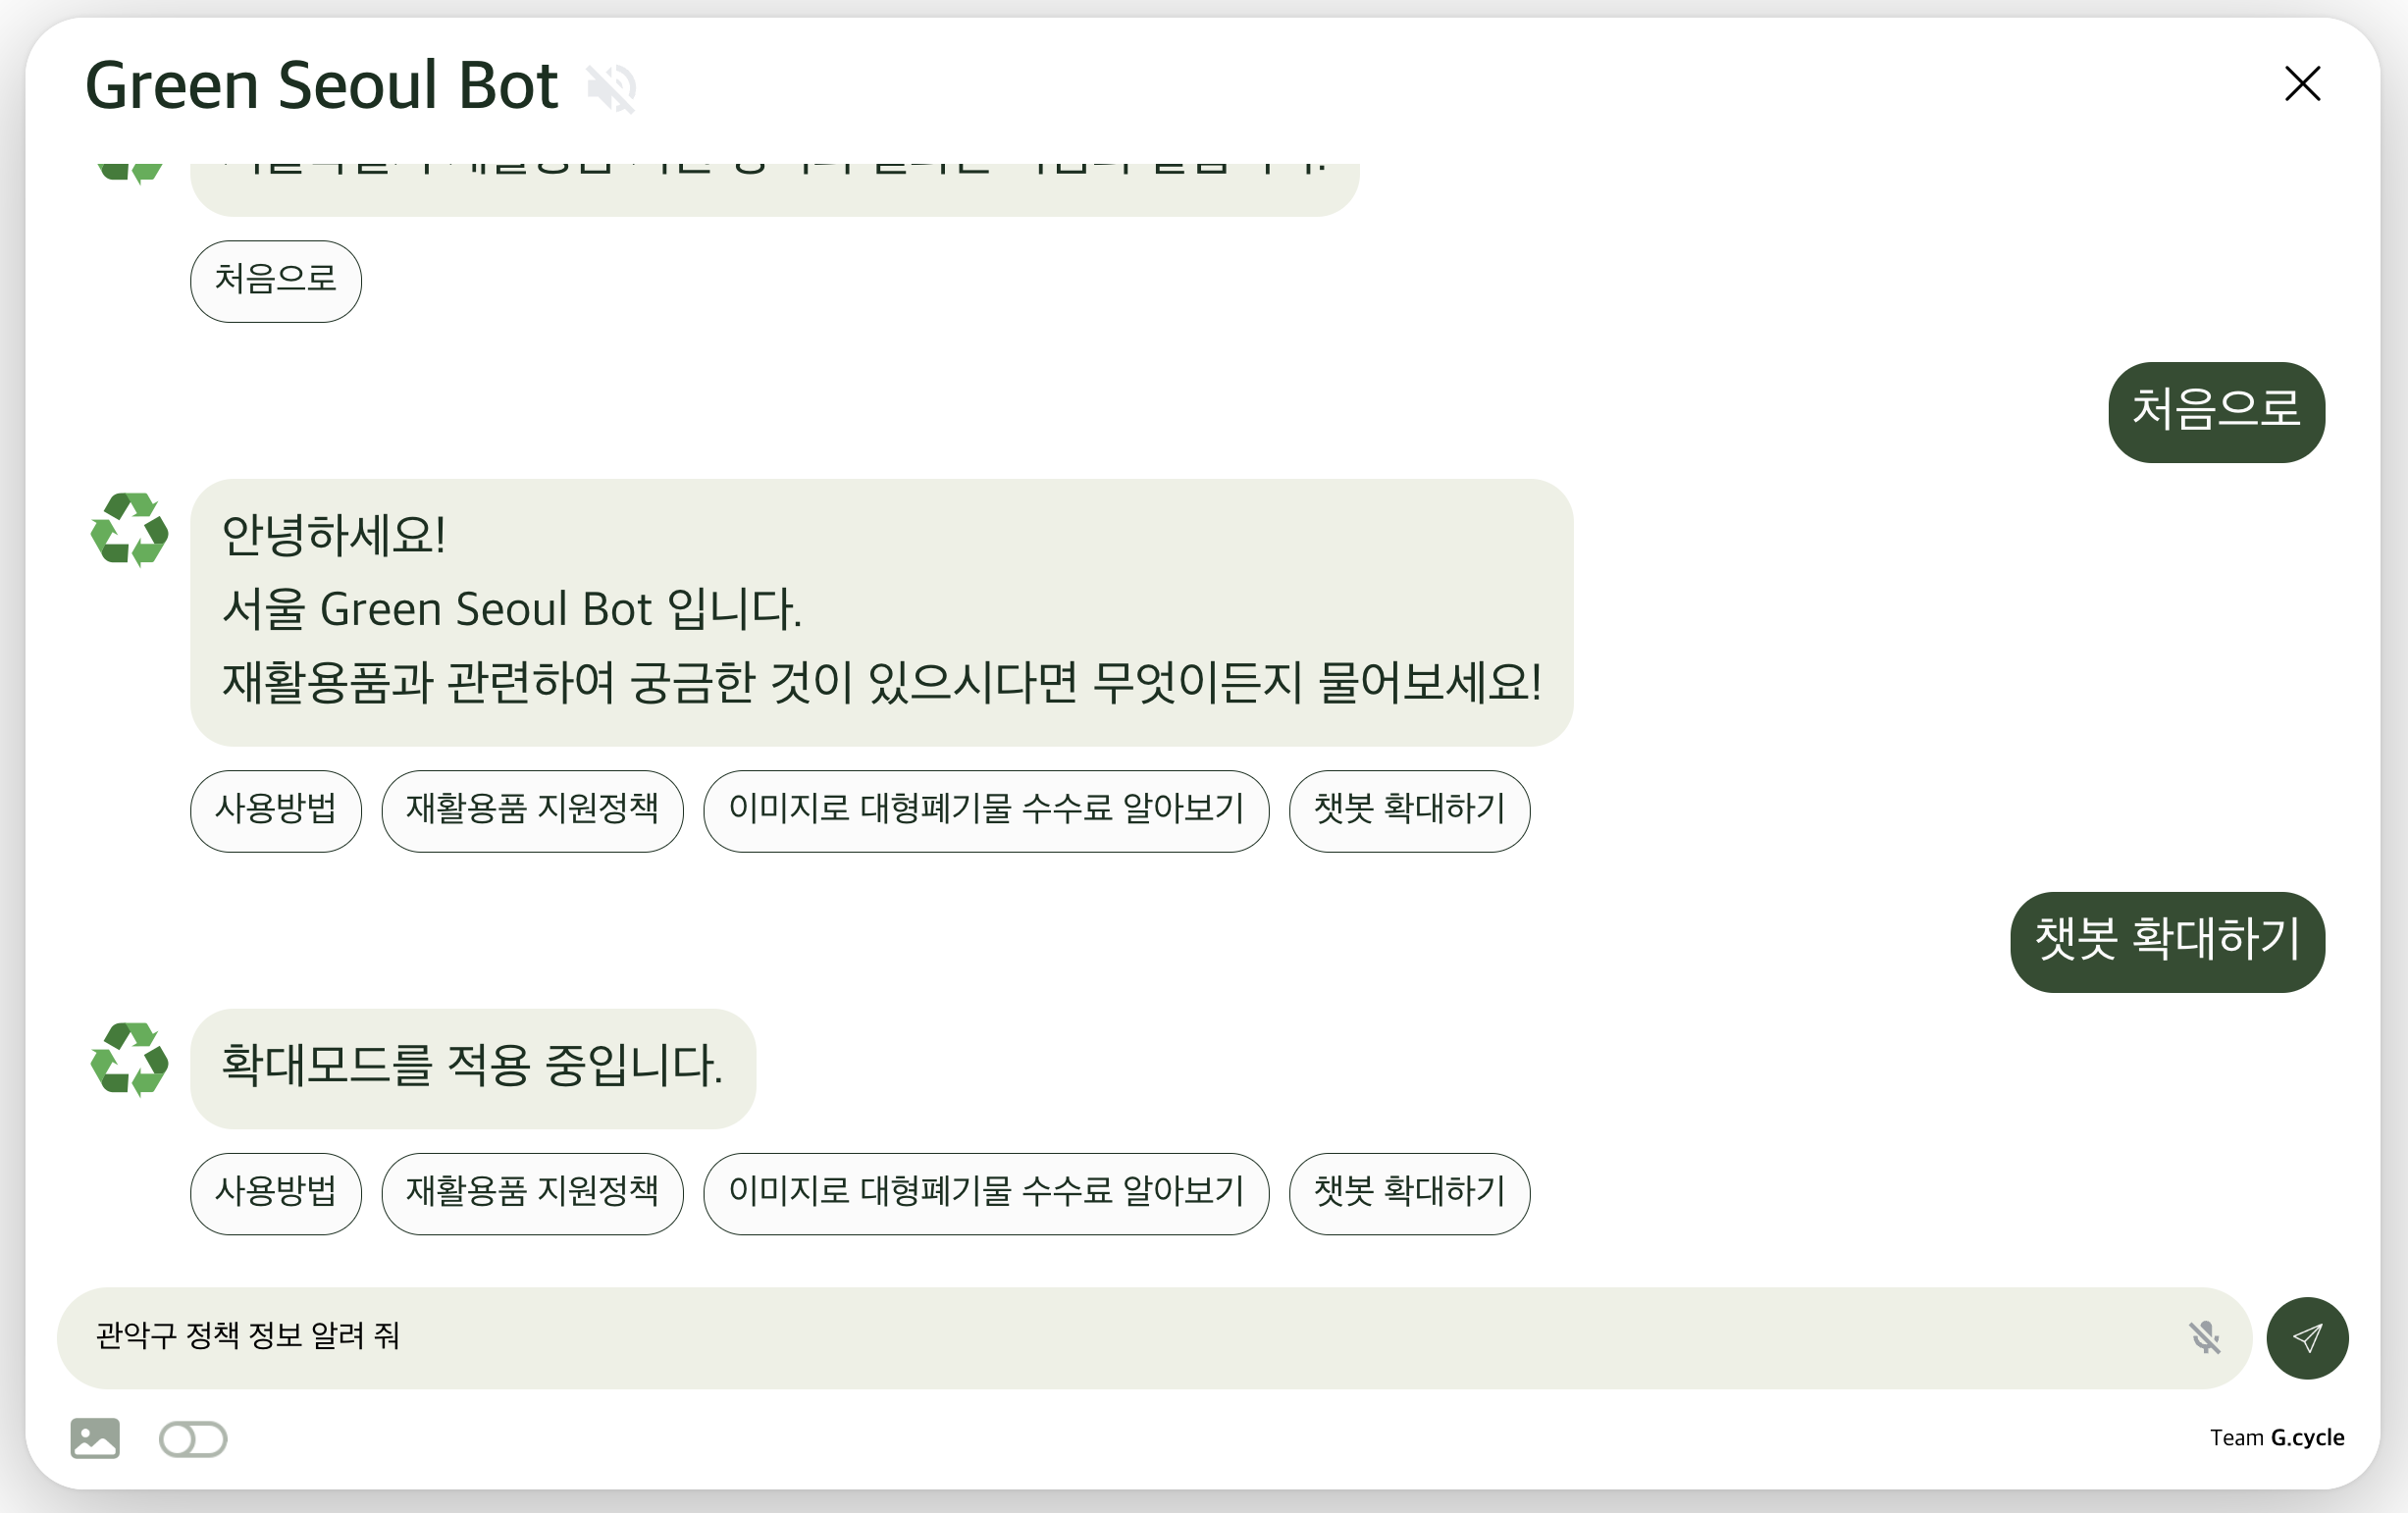 Green Seoul Bot
처음으로
처음으로
안녕하세요!
서울 Green Seoul Bot 입니다.
재활용품과 관련하여 궁금한 것이 있으시다면 무엇이든지 물어보세요!
사용방법 재활용품 지원정책 이미지로 대형폐기물 수수료 알아보기 챗봇 확대하기
챗봇 확대하기
확대모드를 적용 중입니다.
사용방법 재활용품 지원정책 이미지로 대형폐기물 수수료 알아보기 챗봇 확대하기
관악구 정책 정보 알려 줘
Team G.cycle